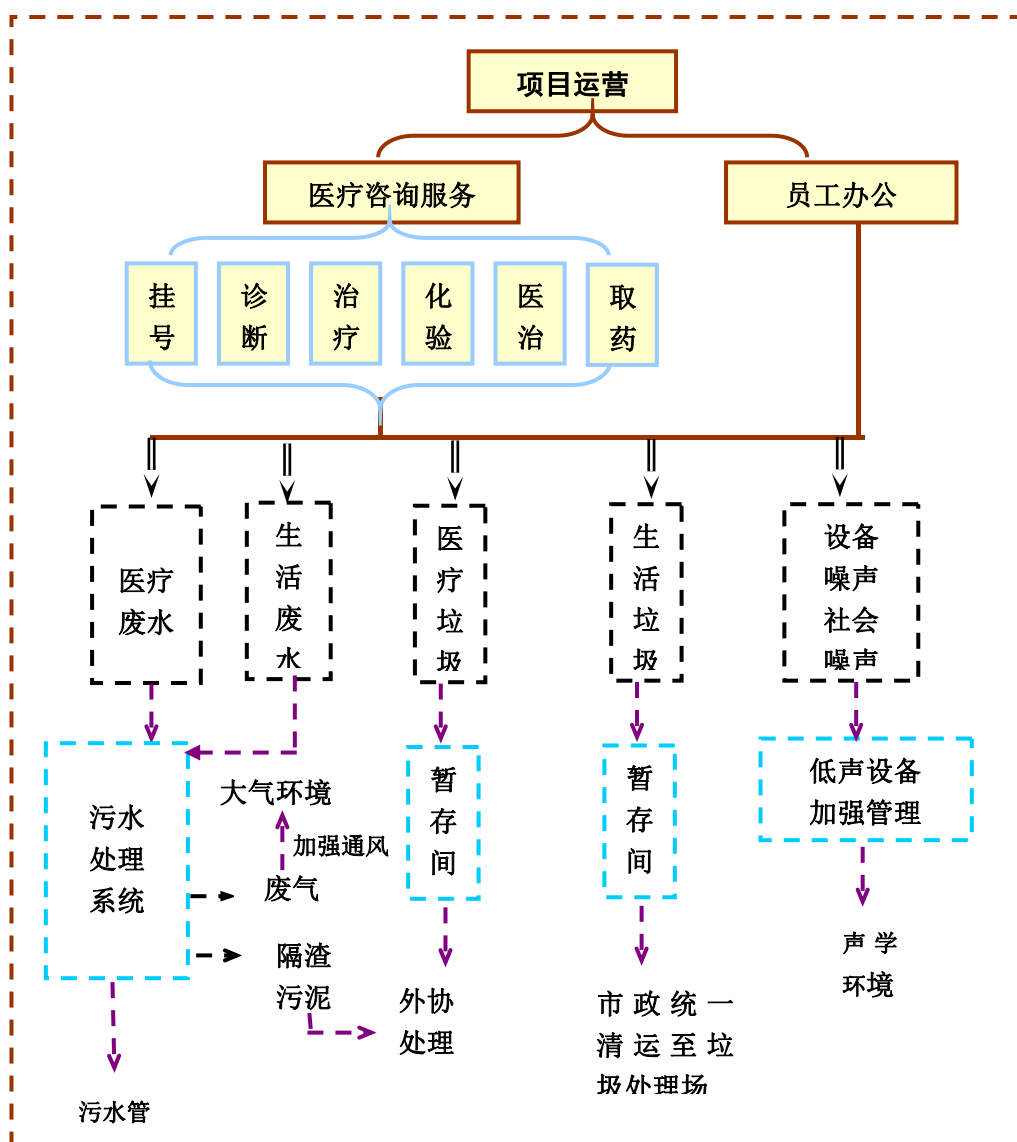 项目运营
医疗咨询服务
员工办公
挂
号
诊
断
治
疗
化
验
医
治
取
药
医疗
废水
生
活
废
水
医
疗
垃
圾
生
活
垃
圾
设备
噪声
社会
噪声
污水
处理
系统
大气环境
加强通风
废气
隔渣
污泥
暂
存
间
暂
存
间
低声设备
加强管理
外协
处理
市政统一
清运至垃
圾处理场
声学
环境
污水管